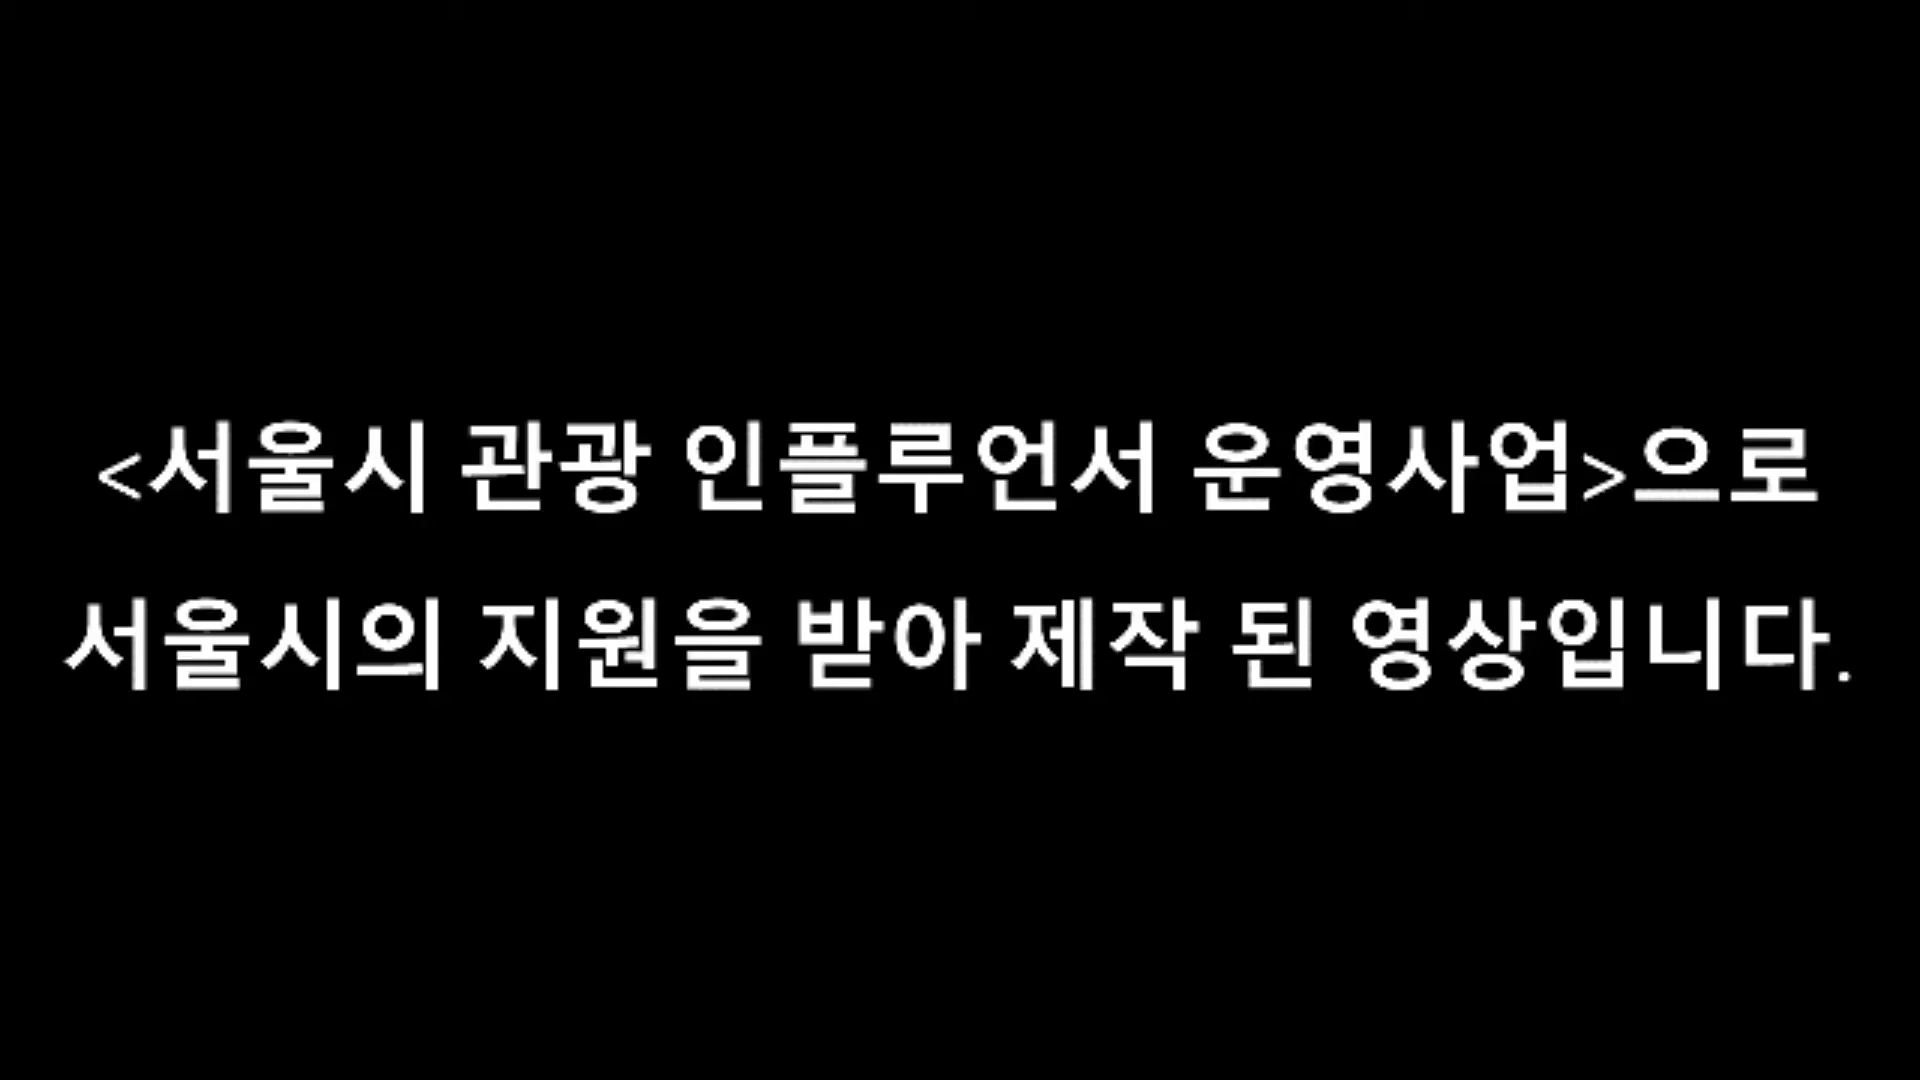 <서울시 관광 인플루언서 운영사업>으로
서울시의 지원을 받아 제작 된 영상입니다.